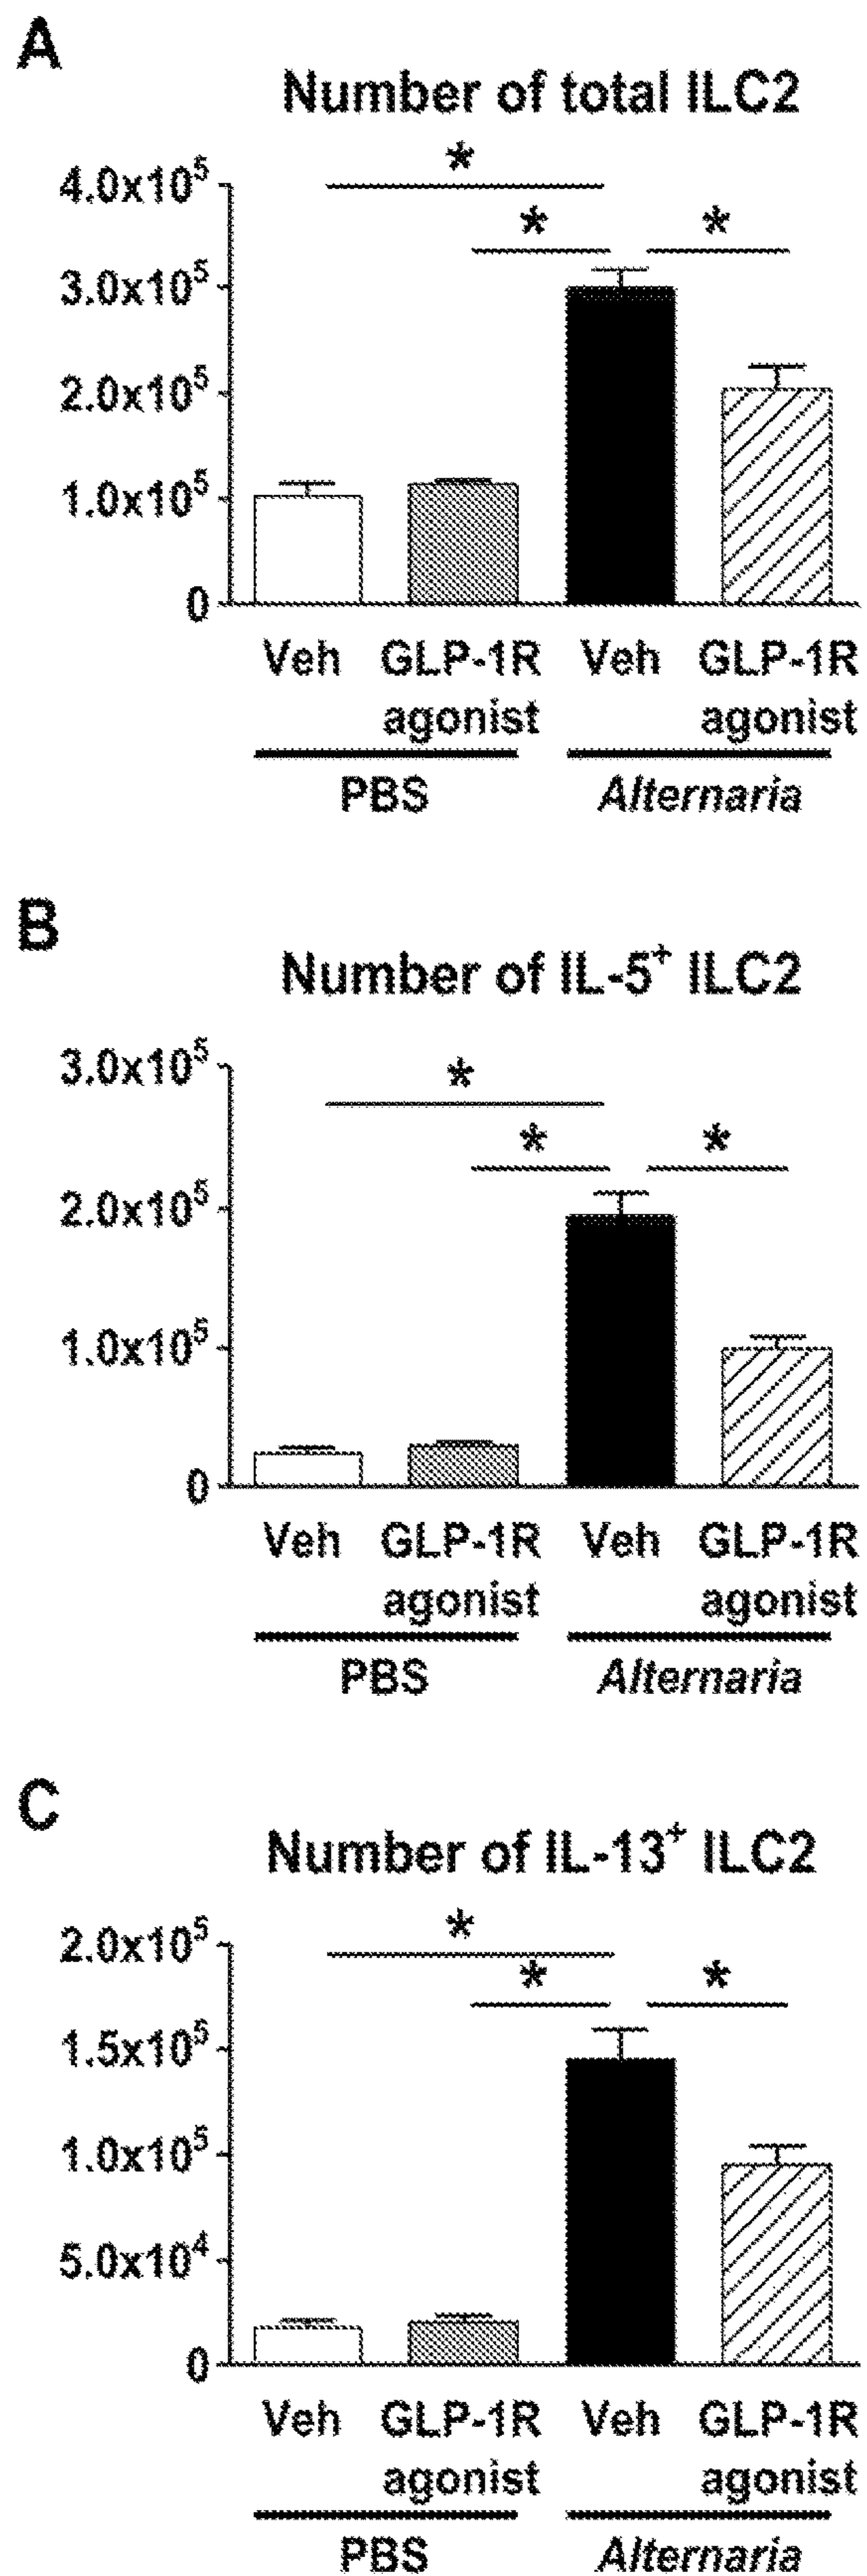 A
Number of total ILC2
*
4.0x10⁵
* *
3.0x10⁵
2.0x10⁵
1.0x10⁵
0
Veh GLP-1R agonist Veh GLP-1R agonist
PBS Alternaria
B
Number of IL-5⁺ ILC2
3.0x10⁵
*
* *
2.0x10⁵
1.0x10⁵
0
Veh GLP-1R agonist Veh GLP-1R agonist
PBS Alternaria
C
Number of IL-13⁺ ILC2
*
2.0x10⁵
* *
1.5x10⁵
1.0x10⁵
5.0x10⁴
0
Veh GLP-1R agonist Veh GLP-1R agonist
PBS Alternaria